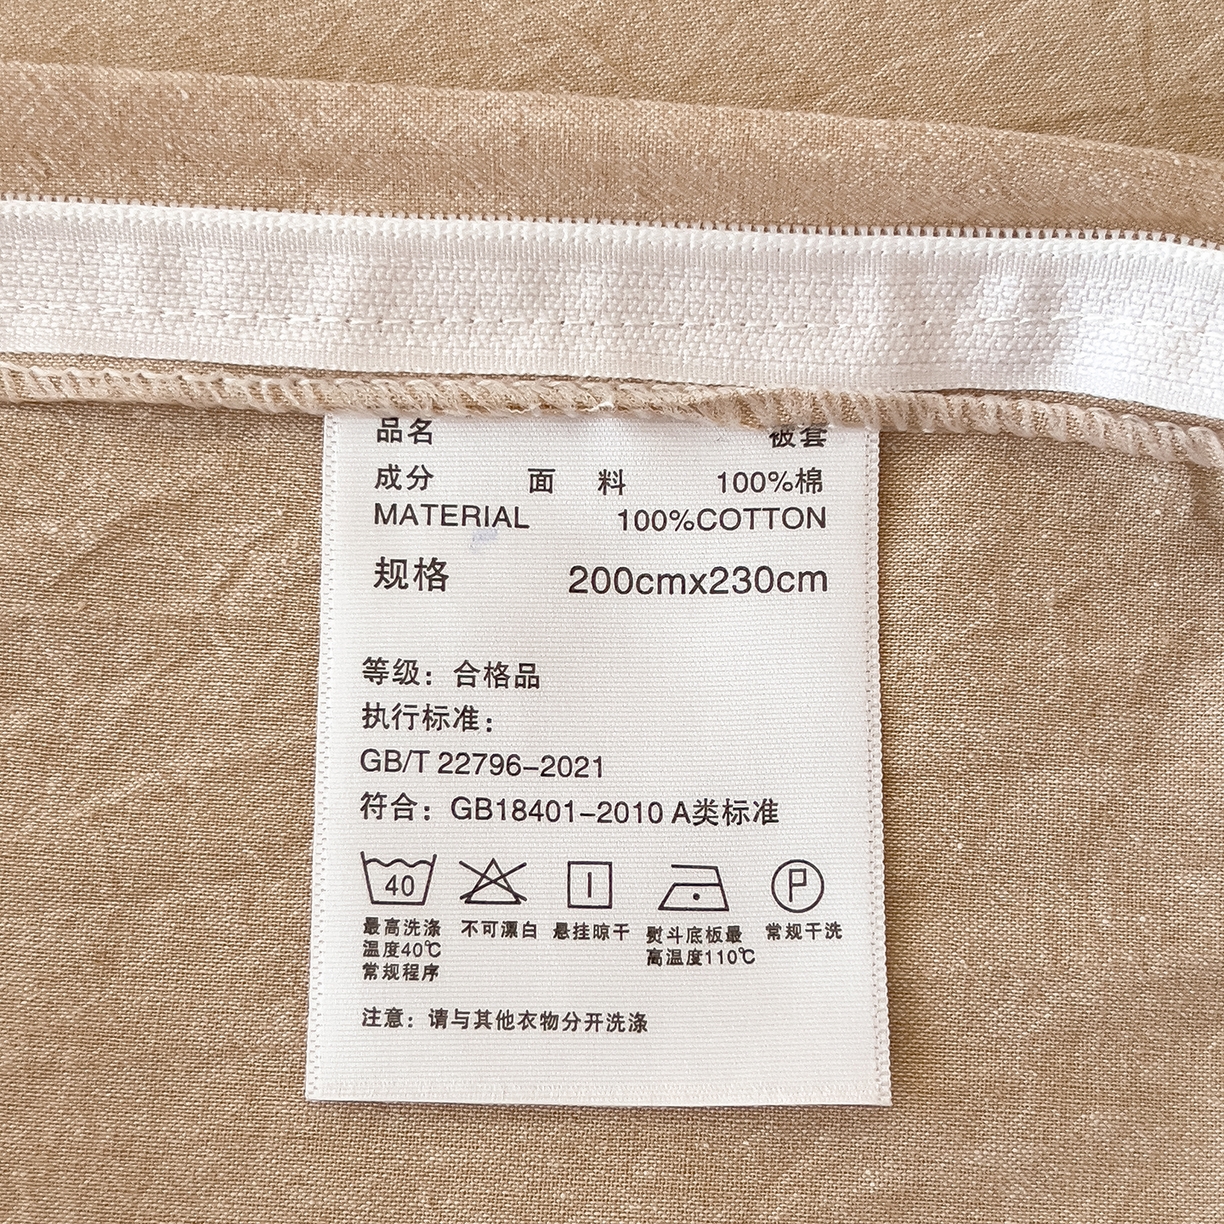 品名 被套
成分 面 料 100%棉
MATERIAL 100%COTTON
规格 200cmx230cm
等级：合格品
执行标准：
GB/T 22796-2021
符合：GB18401-2010 A类标准
40
P
最高洗涤温度40℃常规程序
不可漂白
悬挂晾干
熨斗底板最高温度110℃
常规干洗
注意：请与其他衣物分开洗涤